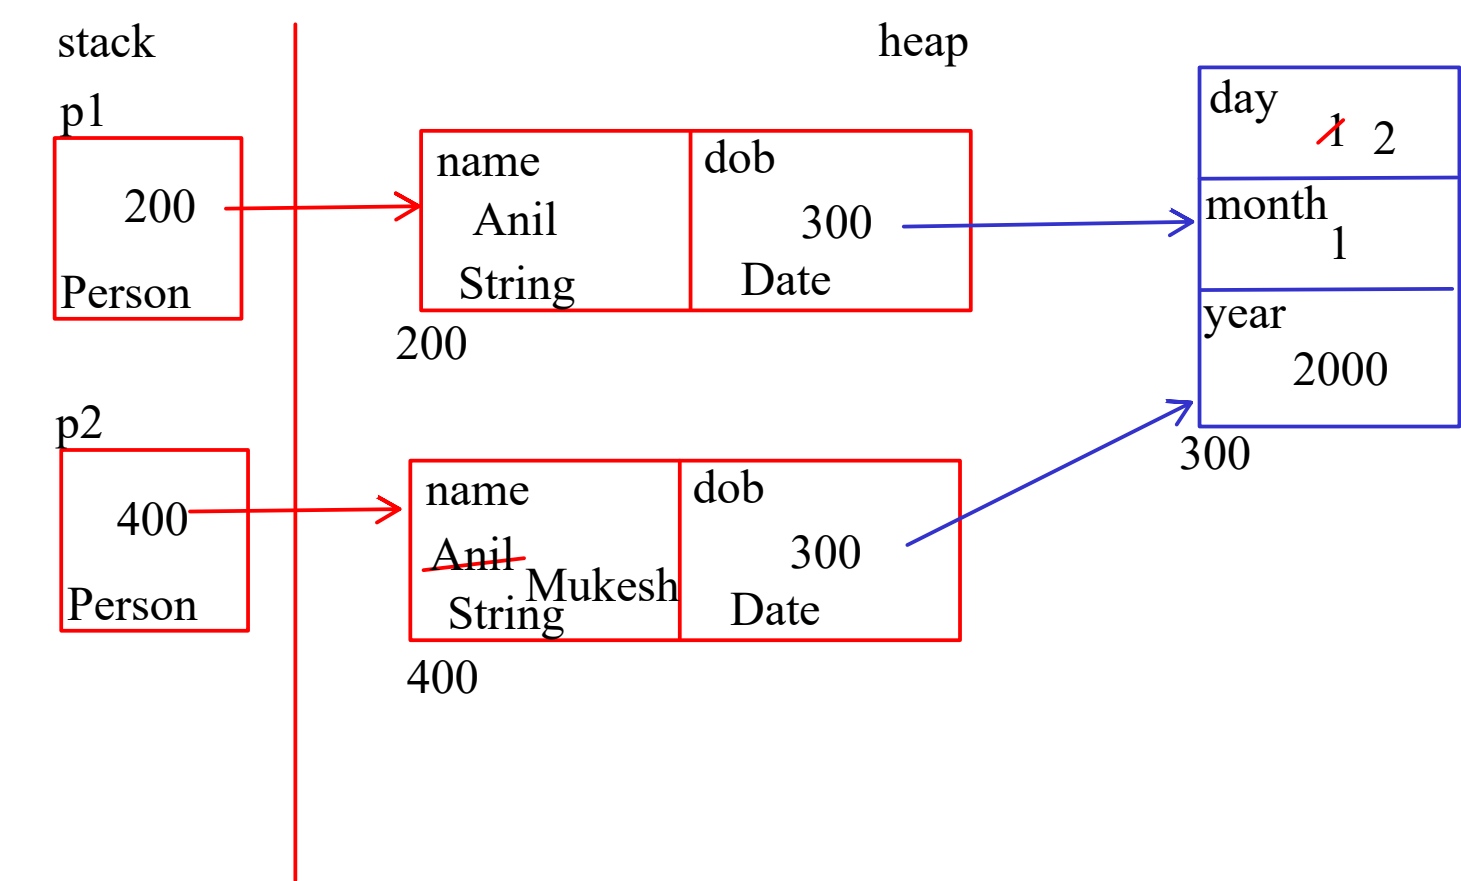 stack
heap
p1
200
Person
name
Anil
String
dob
300
Date
200
day
1 2
month
1
year
2000
300
p2
400
Person
name
Anil
Mukesh
String
dob
300
Date
400